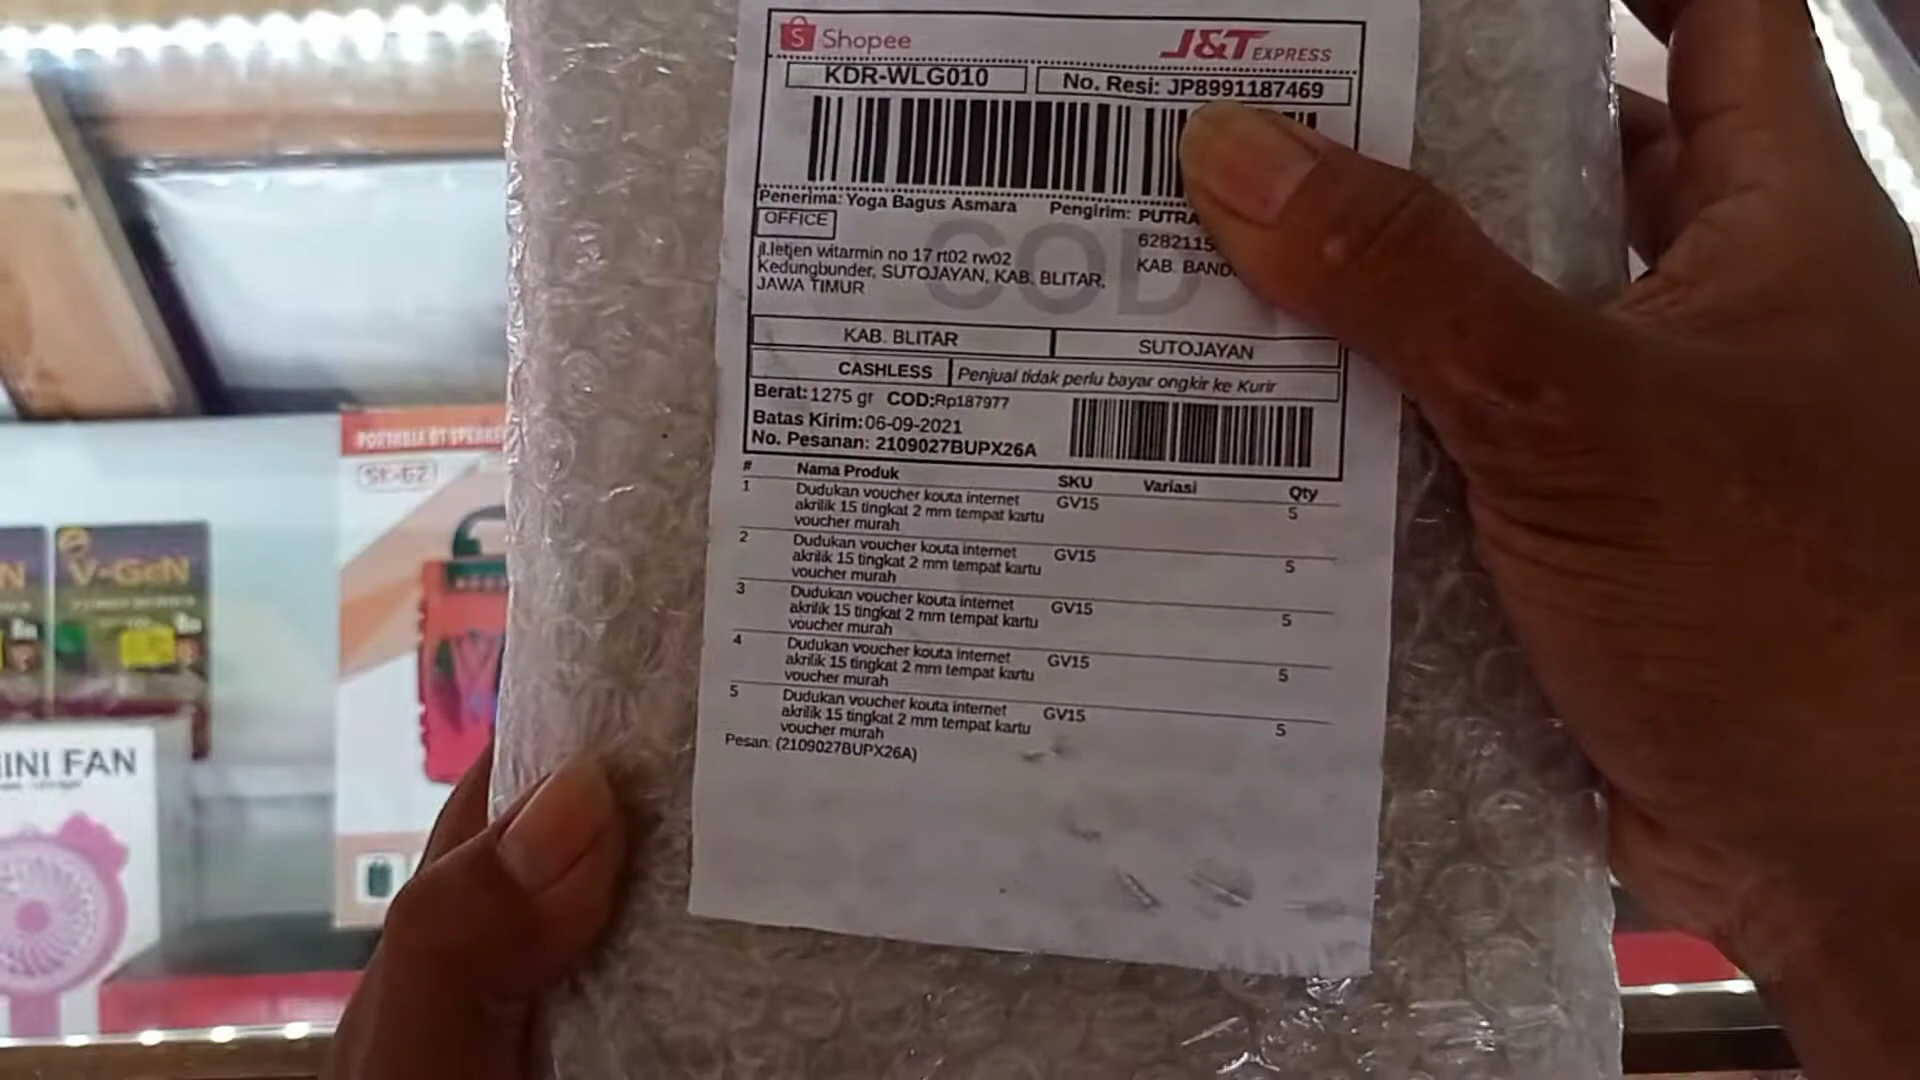 Shopee
J&T EXPRESS
KDR-WLG010
No. Resi: JP8991187469
Penerima: Yoga Bagus Asmara
Pengirim: PUTRA
OFFICE
6282115
jl.letjen witarmin no 17 rt02 rw02
KAB. BAND
Kedungbunder, SUTOJAYAN, KAB. BLITAR,
JAWA TIMUR
COD
KAB. BLITAR
SUTOJAYAN
CASHLESS
Penjual tidak perlu bayar ongkir ke Kurir
Berat: 1275 gr COD:Rp187977
Batas Kirim: 06-09-2021
No. Pesanan: 2109027BUPX26A
# Nama Produk SKU Variasi Qty
1 Dudukan voucher kouta internet GV15 5
akrilik 15 tingkat 2 mm tempat kartu
voucher murah
2 Dudukan voucher kouta internet GV15 5
akrilik 15 tingkat 2 mm tempat kartu
voucher murah
3 Dudukan voucher kouta internet GV15 5
akrilik 15 tingkat 2 mm tempat kartu
voucher murah
4 Dudukan voucher kouta internet GV15 5
akrilik 15 tingkat 2 mm tempat kartu
voucher murah
5 Dudukan voucher kouta internet GV15 5
akrilik 15 tingkat 2 mm tempat kartu
voucher murah
Pesan: (2109027BUPX26A)
PORTABLE BT SPEAKE
SK-62
V-GeN
INI FAN